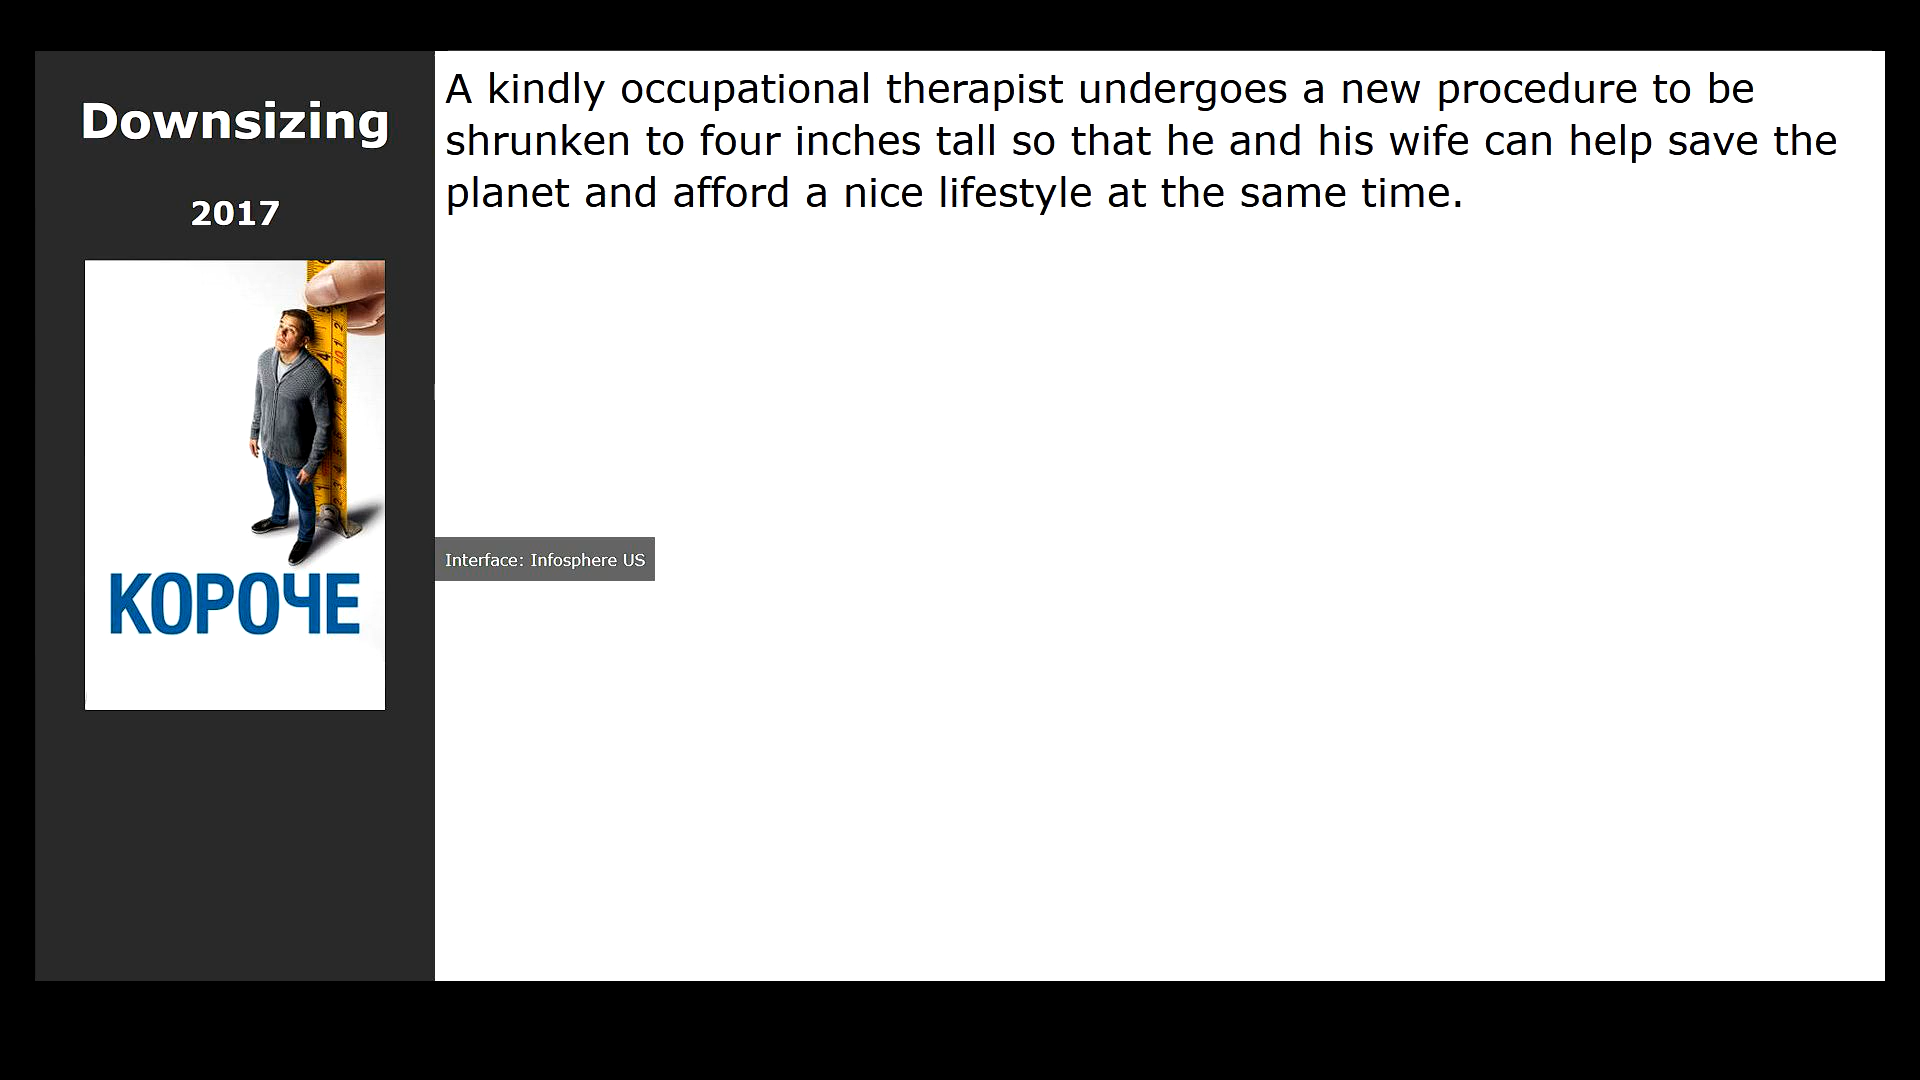 Downsizing
2017
КОРОЧЕ
A kindly occupational therapist undergoes a new procedure to be
shrunken to four inches tall so that he and his wife can help save the
planet and afford a nice lifestyle at the same time.
Interface: Infosphere US